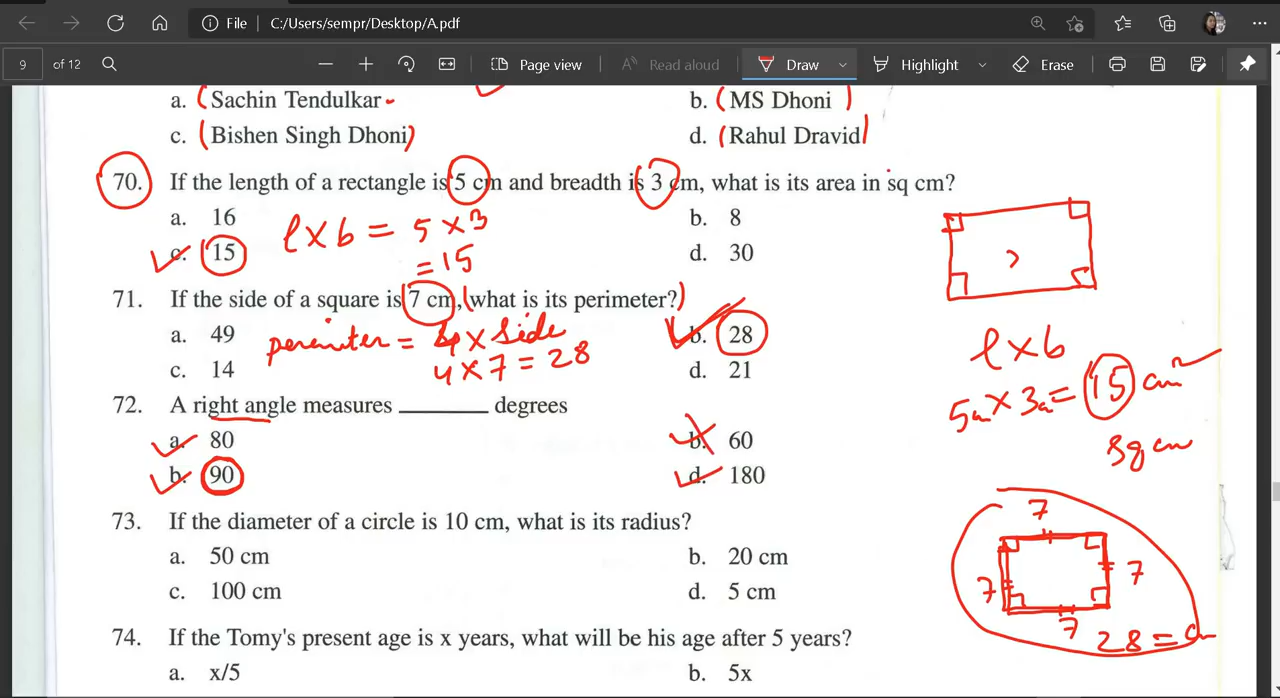 File C:/Users/sempr/Desktop/A.pdf
9 of 12 Page view Read aloud Draw Highlight Erase
a. (Sachin Tendulkar
b. (MS Dhoni)
c. (Bishen Singh Dhoni)
d. (Rahul Dravid)
70. If the length of a rectangle is 5 cm and breadth is 3 cm, what is its area in sq cm?
a. 16
b. 8
c. 15
d. 30
l x b = 5 x 3
= 15
71. If the side of a square is 7 cm, (what is its perimeter?)
a. 49
b. 28
c. 14
d. 21
perimiter = 4 x side
4 x 7 = 28
72. A right angle measures ________ degrees
a. 80
b. 60
b. 90
d. 180
73. If the diameter of a circle is 10 cm, what is its radius?
a. 50 cm
b. 20 cm
c. 100 cm
d. 5 cm
74. If the Tomy's present age is x years, what will be his age after 5 years?
a. x/5
b. 5x
l x b
= 15 cm²
sq cm
7
7
7
7
28 = cm